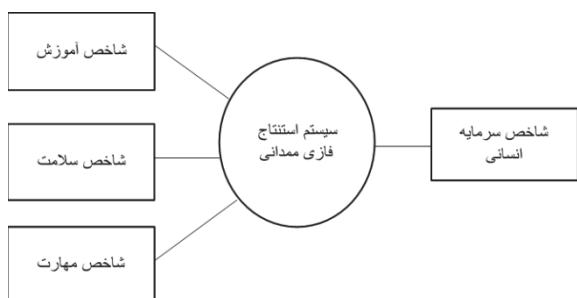 شاخص آموزش
شاخص سلامت
شاخص مهارت
سیستم استنتاج
فازی ممدانی
شاخص سرمایه
انسانی